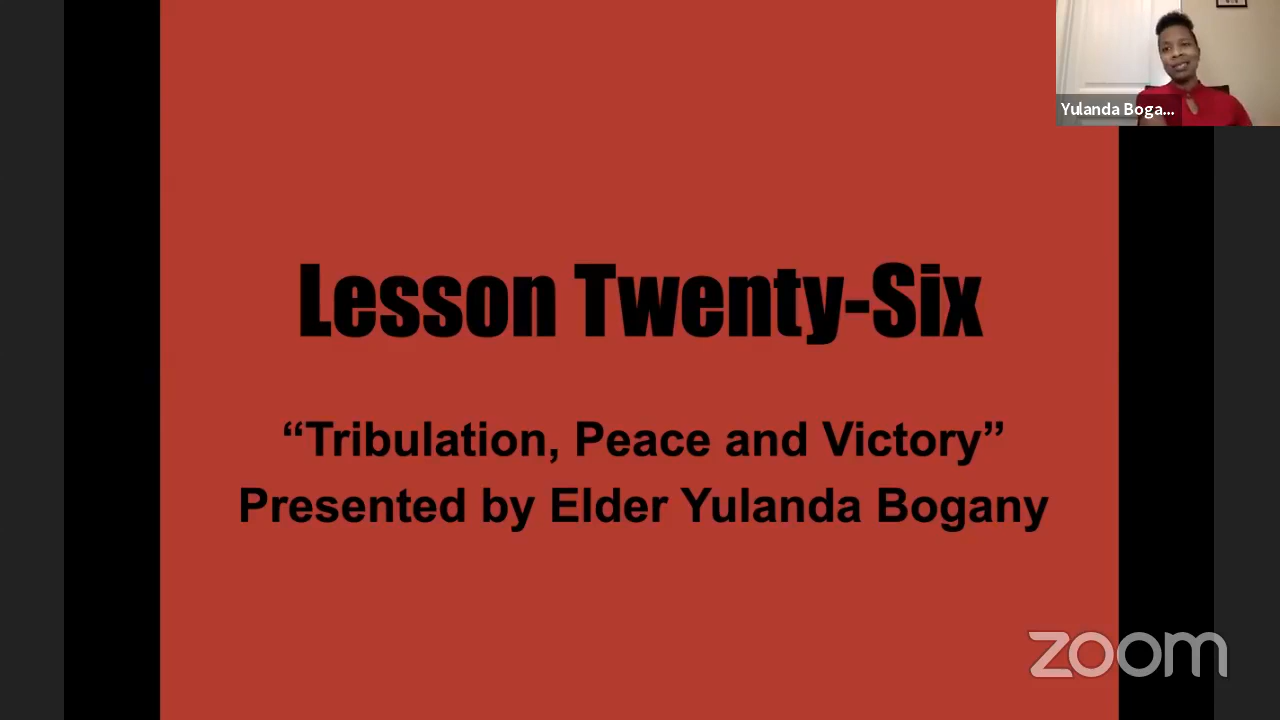 Yulanda Boga...
Lesson Twenty-Six
“Tribulation, Peace and Victory”
Presented by Elder Yulanda Bogany
zoom